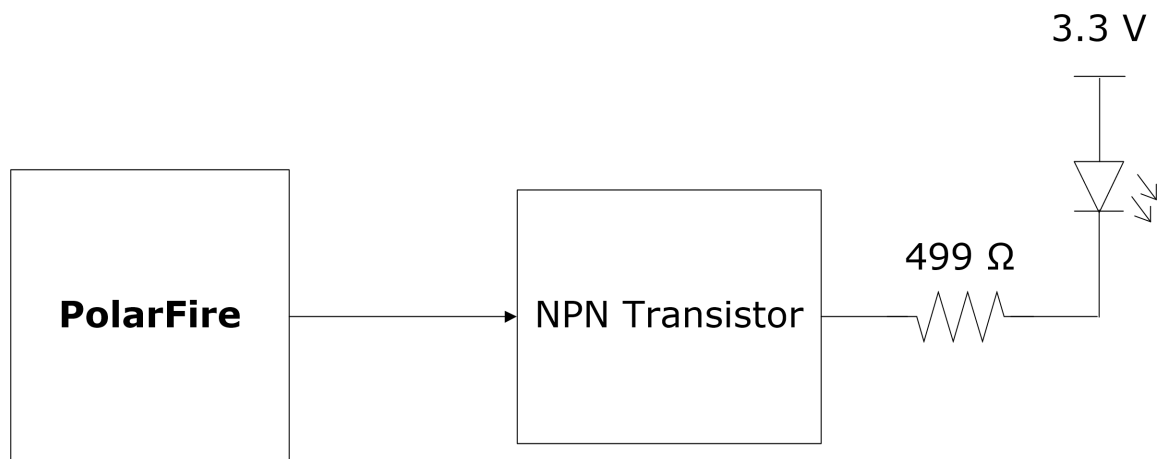 3.3 V
499 Ω
PolarFire
NPN Transistor